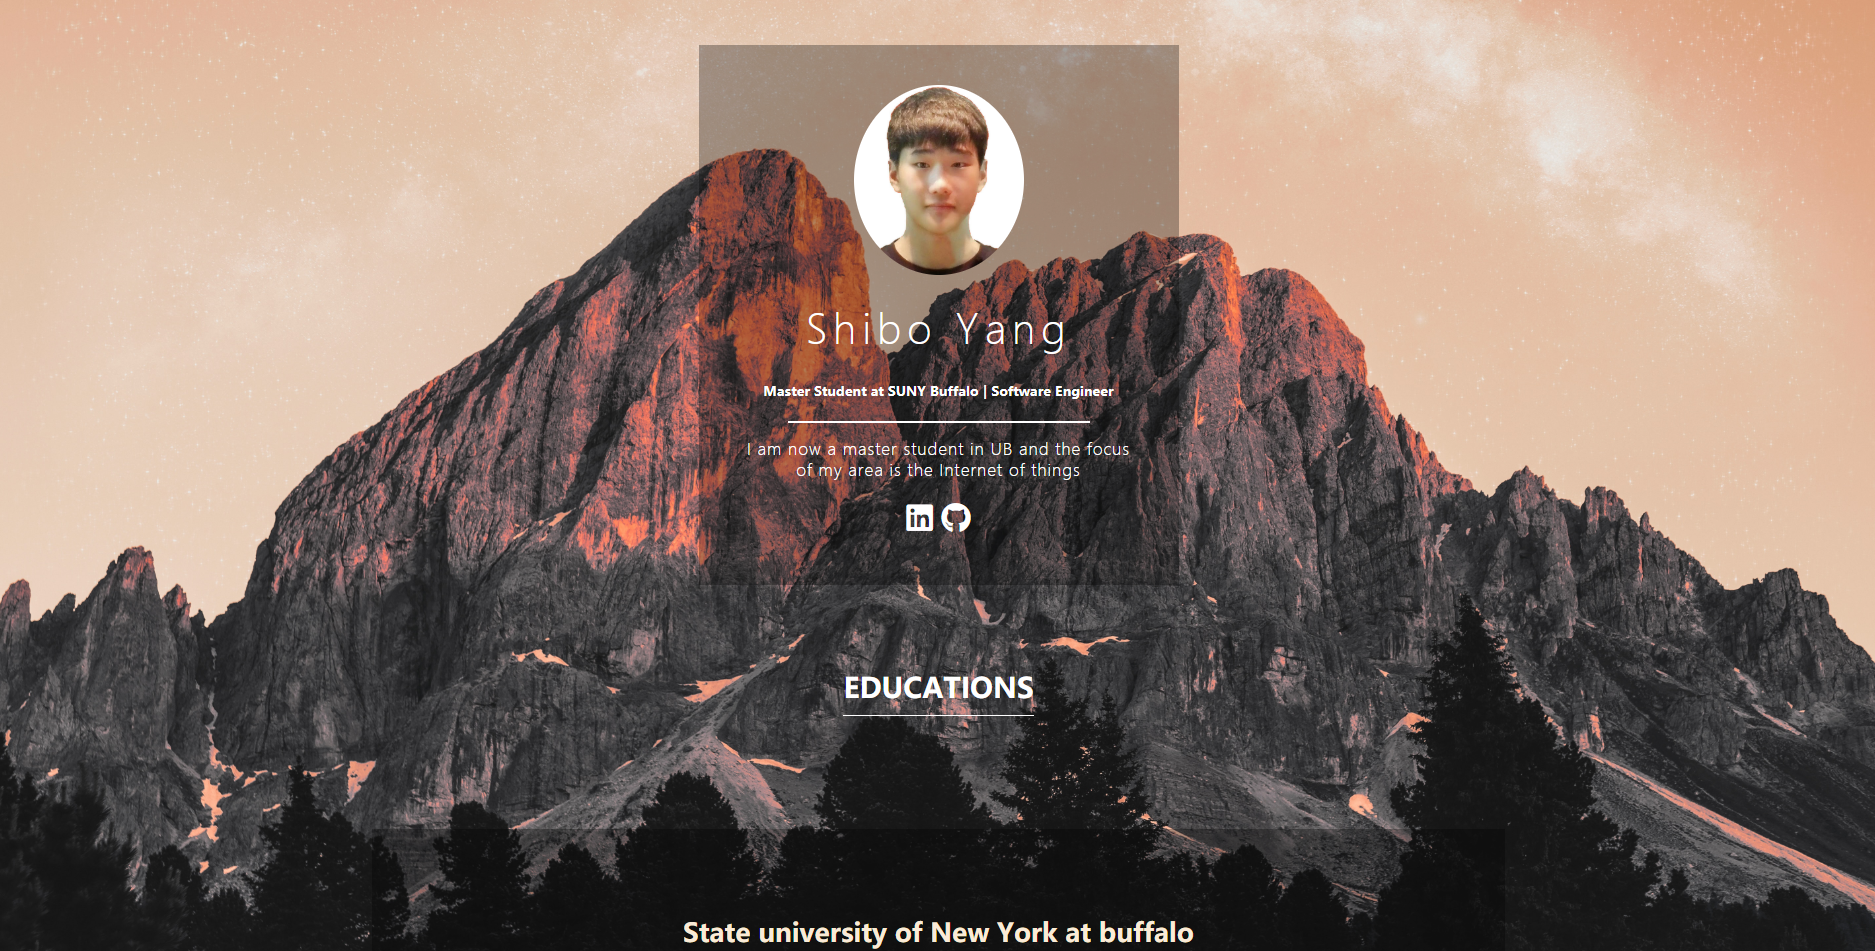 Shibo Yang
Master Student at SUNY Buffalo | Software Engineer
I am now a master student in UB and the focus
of my area is the Internet of things
in
EDUCATIONS
State university of New York at buffalo